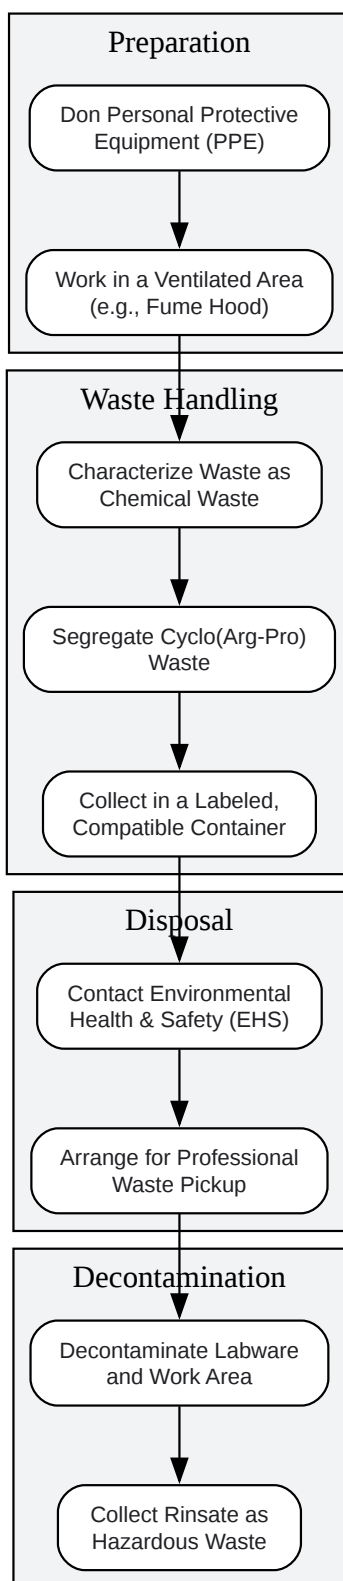 Preparation
Don Personal Protective
Equipment (PPE)
Work in a Ventilated Area
(e.g., Fume Hood)
Waste Handling
Characterize Waste as
Chemical Waste
Segregate Cyclo(Arg-Pro)
Waste
Collect in a Labeled,
Compatible Container
Disposal
Contact Environmental
Health & Safety (EHS)
Arrange for Professional
Waste Pickup
Decontamination
Decontaminate Labware
and Work Area
Collect Rinsate as
Hazardous Waste